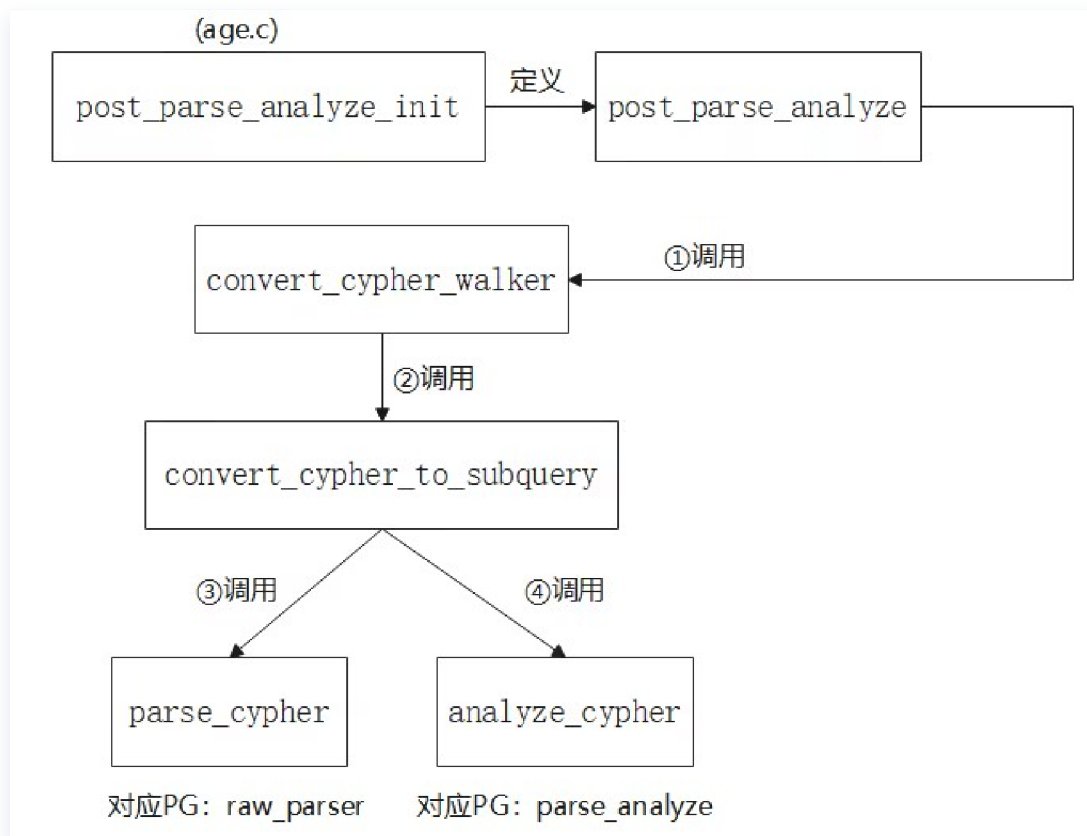 (age.c)
post_parse_analyze_init
定义
post_parse_analyze
①调用
convert_cypher_walker
②调用
convert_cypher_to_subquery
③调用
④调用
parse_cypher
analyze_cypher
对应PG：raw_parser
对应PG：parse_analyze